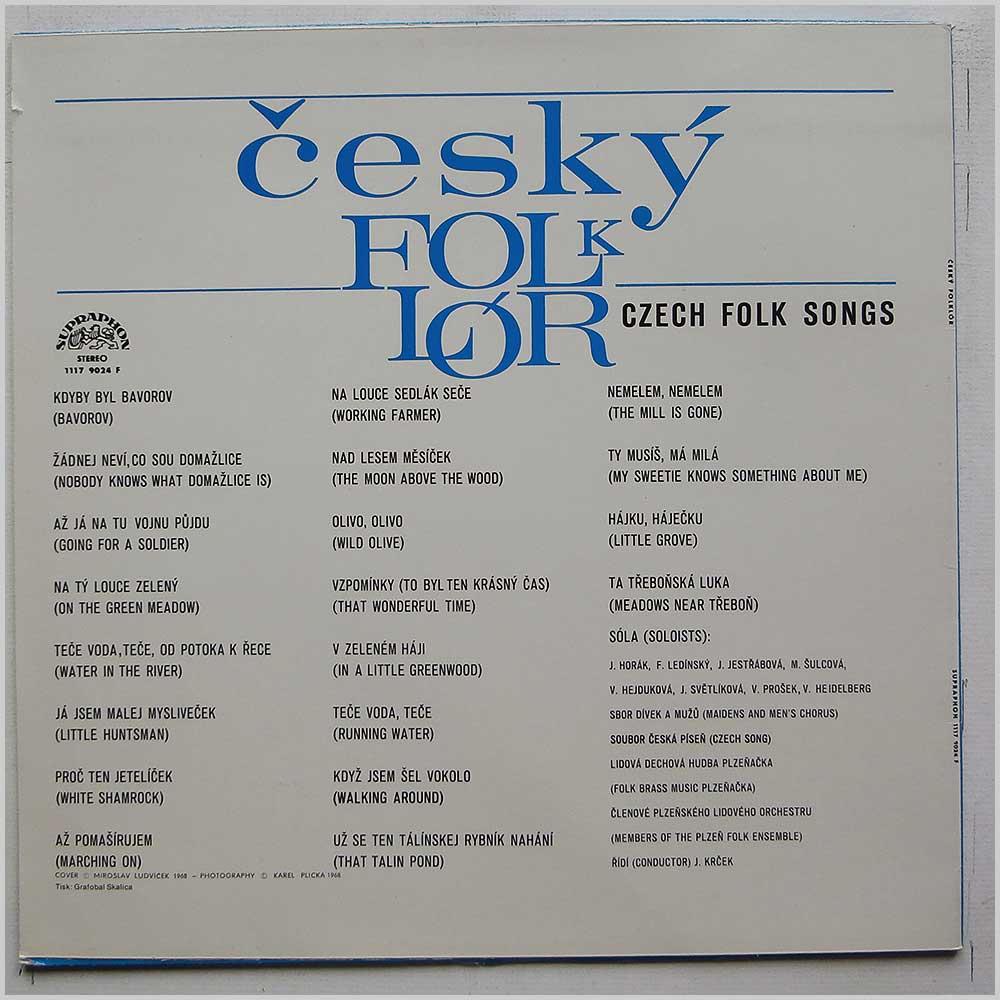 český
FOLK
LÓR
CZECH FOLK SONGS
SUPRAPHON
STEREO
1117 9024 F
KDYBY BYL BAVOROV
(BAVOROV)
ŽÁDNEJ NEVÍ, CO SOU DOMAŽLICE
(NOBODY KNOWS WHAT DOMAŽLICE IS)
AŽ JÁ NA TU VOJNU PŮJDU
(GOING FOR A SOLDIER)
NA TÝ LOUCE ZELENÝ
(ON THE GREEN MEADOW)
TEČE VODA, TEČE, OD POTOKA K ŘECE
(WATER IN THE RIVER)
JÁ JSEM MALEJ MYSLIVEČEK
(LITTLE HUNTSMAN)
PROČ TEN JETELÍČEK
(WHITE SHAMROCK)
AŽ POMAŠÍRUJEM
(MARCHING ON)
NA LOUCE SEDLÁK SEČE
(WORKING FARMER)
NAD LESEM MĚSÍČEK
(THE MOON ABOVE THE WOOD)
OLIVO, OLIVO
(WILD OLIVE)
VZPOMÍNKY (TO BYL TEN KRÁSNÝ ČAS)
(THAT WONDERFUL TIME)
V ZELENÉM HÁJI
(IN A LITTLE GREENWOOD)
TEČE VODA, TEČE
(RUNNING WATER)
KDYŽ JSEM ŠEL VOKOLO
(WALKING AROUND)
UŽ SE TEN TÁLÍNSKEJ RYBNÍK NAHÁNÍ
(THAT TALIN POND)
NEMELEM, NEMELEM
(THE MILL IS GONE)
TY MUSÍŠ, MÁ MILÁ
(MY SWEETIE KNOWS SOMETHING ABOUT ME)
HÁJKU, HÁJEČKU
(LITTLE GROVE)
TA TŘEBOŇSKÁ LUKA
(MEADOWS NEAR TŘEBOŇ)
SÓLA (SOLOISTS):
J. HORÁK, F. LEDÍNSKÝ, J. JESTŘÁBOVÁ, M. ŠULCOVÁ,
V. HEJDUKOVÁ, J. SVĚTLÍKOVÁ, V. PROŠEK, V. HEIDELBERG
SBOR DÍVEK A MUŽŮ (MAIDENS AND MEN'S CHORUS)
SOUBOR ČESKÁ PÍSEŇ (CZECH SONG)
LIDOVÁ DECHOVÁ HUDBA PLZEŇAČKA
(FOLK BRASS MUSIC PLZEŇAČKA)
ČLENOVÉ PLZEŇSKÉHO LIDOVÉHO ORCHESTRU
(MEMBERS OF THE PLZEŇ FOLK ENSEMBLE)
ŘÍDÍ (CONDUCTOR) J. KRČEK
COVER © MIROSLAV LUDVÍČEK 1968 – PHOTOGRAPHY © KAREL PLICKA 1968
Tisk: Grafobal Skalica
ČESKÝ FOLKLÓR
SUPRAPHON 1117 9024 F